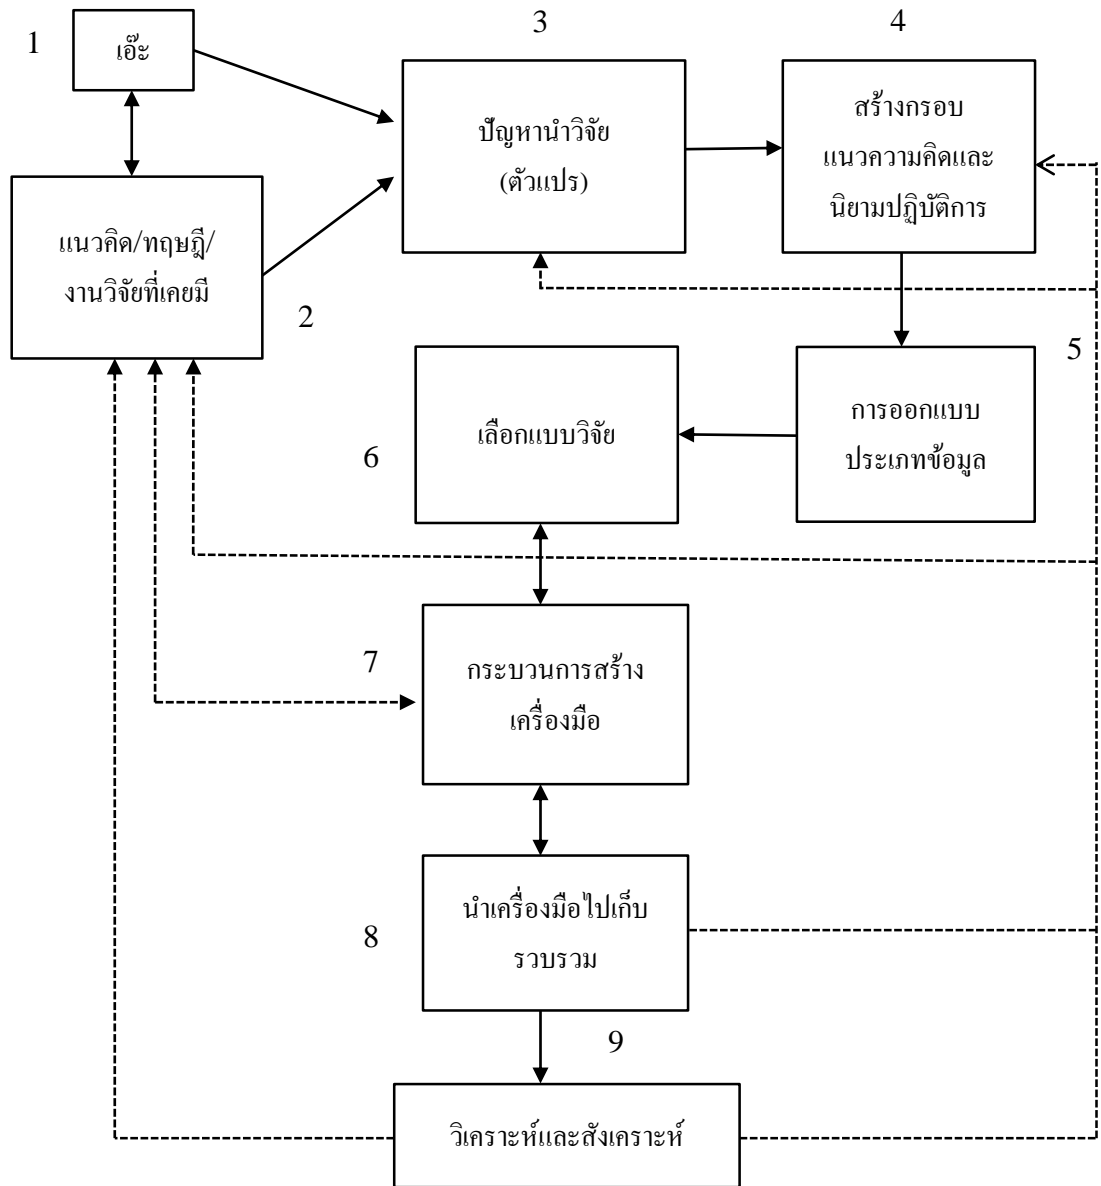 1
เอ๊ะ
3
4
ปัญหานำวิจัย
(ตัวแปร)
สร้างกรอบ
แนวความคิดและ
นิยามปฏิบัติการ
แนวคิด/ทฤษฎี/
งานวิจัยที่เคยมี
2
5
6
เลือกแบบวิจัย
การออกแบบ
ประเภทข้อมูล
7
กระบวนการสร้าง
เครื่องมือ
8
นำเครื่องมือไปเก็บ
รวบรวม
9
วิเคราะห์และสังเคราะห์